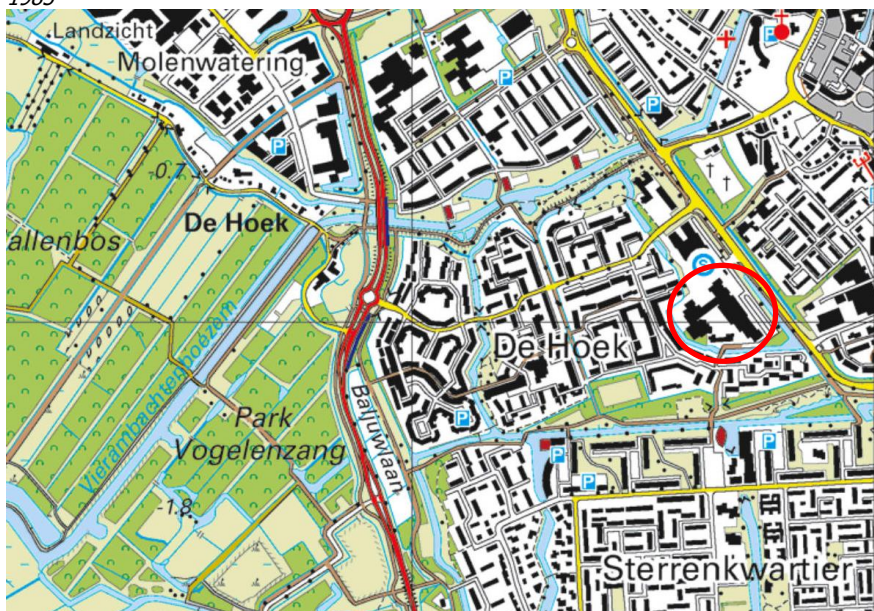 1985
Landzicht
Molenwatering
P
P
P
P
-0.7
De Hoek
allenbos
S
De Hoek
Vierambachtenboezem
Park
Vogelenzang
Baljuwlaan
P
P
P
P
-1.8
Sterrenkwartier